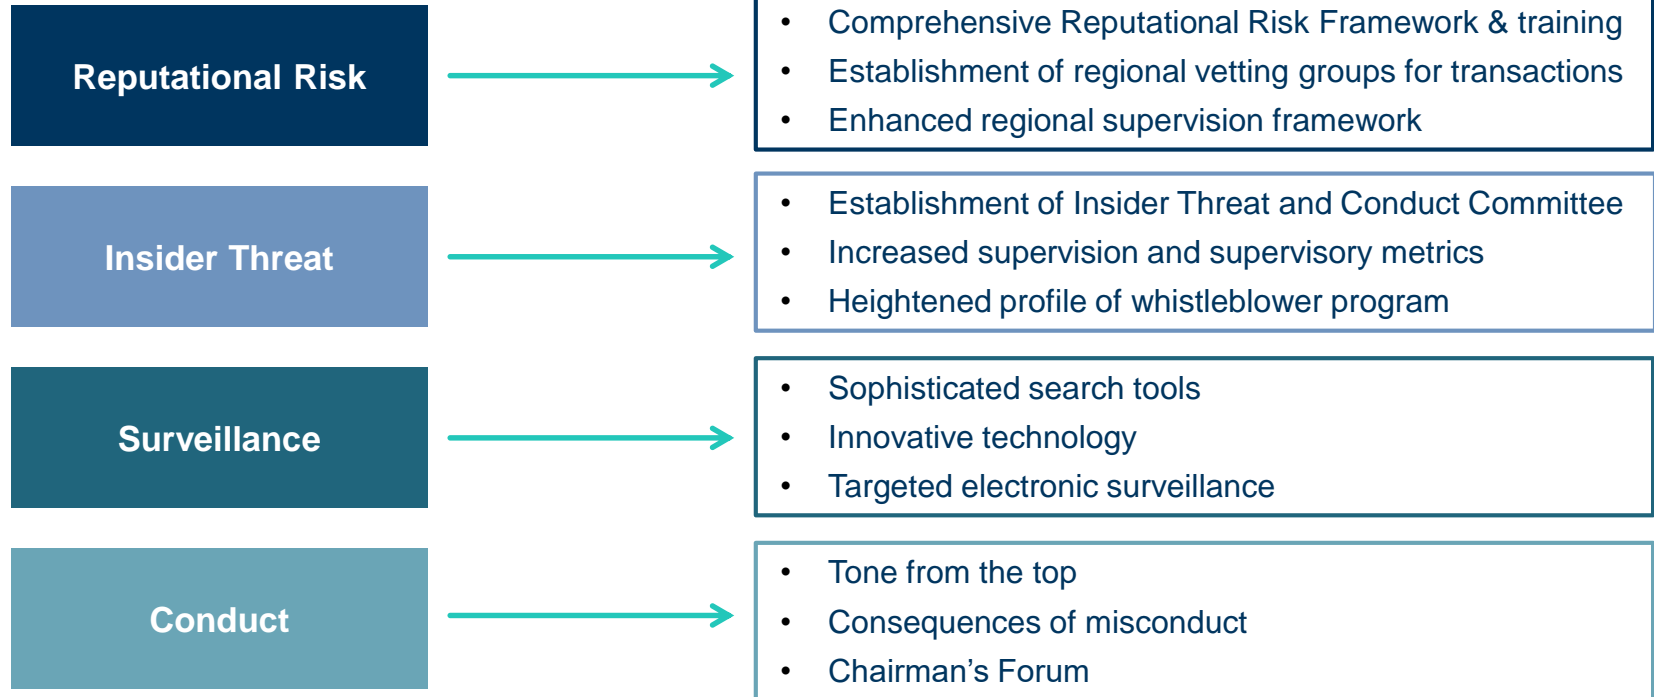 Reputational Risk
• Comprehensive Reputational Risk Framework & training
• Establishment of regional vetting groups for transactions
• Enhanced regional supervision framework
Insider Threat
• Establishment of Insider Threat and Conduct Committee
• Increased supervision and supervisory metrics
• Heightened profile of whistleblower program
Surveillance
• Sophisticated search tools
• Innovative technology
• Targeted electronic surveillance
Conduct
• Tone from the top
• Consequences of misconduct
• Chairman’s Forum